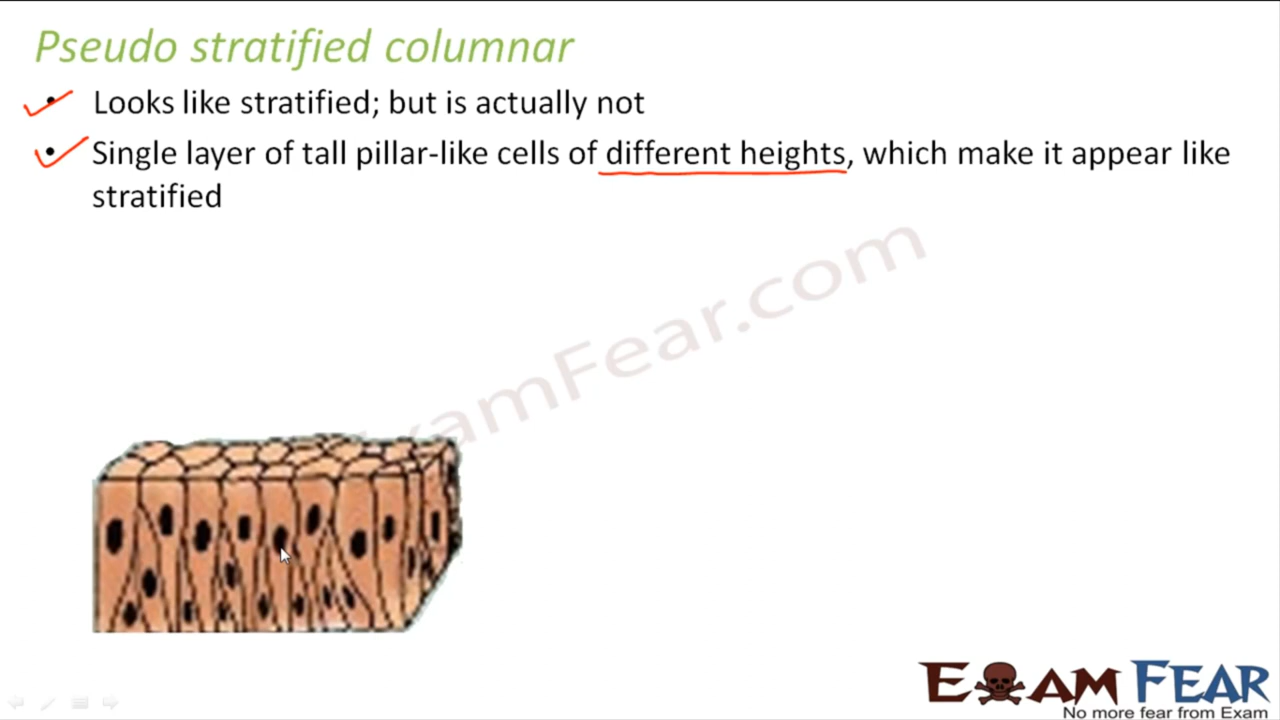 Pseudo stratified columnar
• Looks like stratified; but is actually not
• Single layer of tall pillar-like cells of different heights, which make it appear like
stratified
ExamFear.com
EXAM FEAR
No more fear from Exam